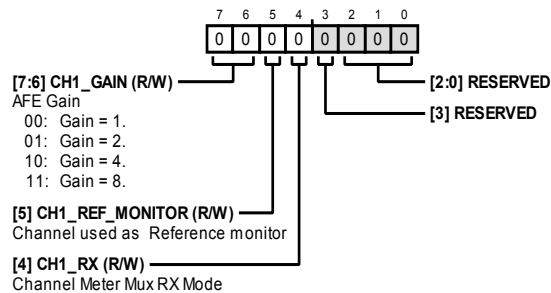 7 6 5 4 3 2 1 0
0 0 0 0 0 0 0 0
[7:6] CH1_GAIN (R/W)
AFE Gain
00: Gain = 1.
01: Gain = 2.
10: Gain = 4.
11: Gain = 8.
[5] CH1_REF_MONITOR (R/W)
Channel used as Reference monitor
[4] CH1_RX (R/W)
Channel Meter Mux RX Mode
[2:0] RESERVED
[3] RESERVED